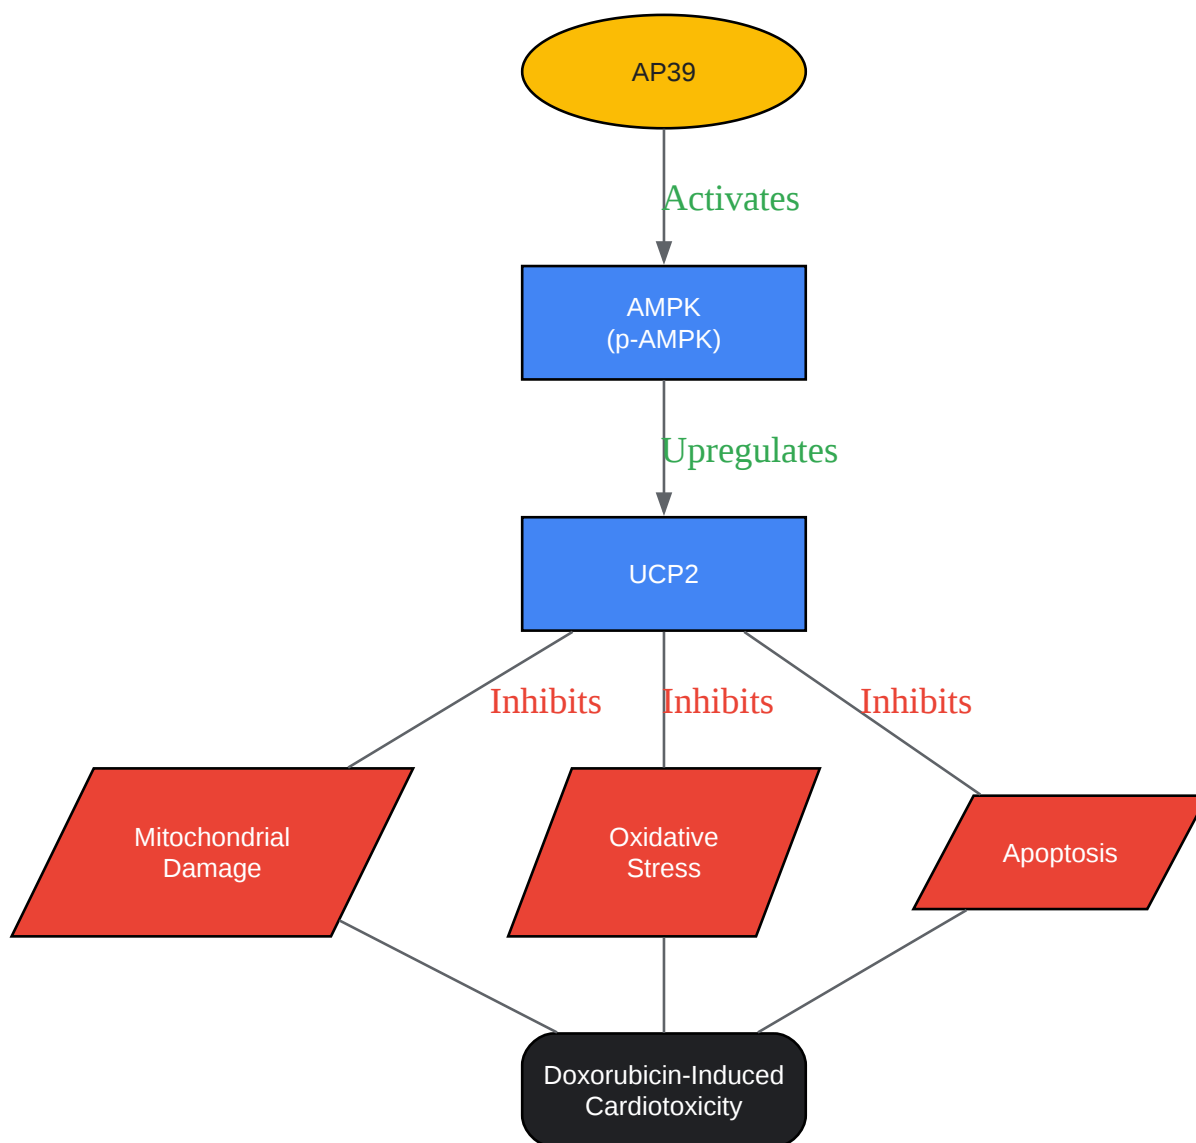 AP39
Activates
AMPK
(p-AMPK)
Upregulates
UCP2
Inhibits
Inhibits
Inhibits
Mitochondrial
Damage
Oxidative
Stress
Apoptosis
Doxorubicin-Induced
Cardiotoxicity